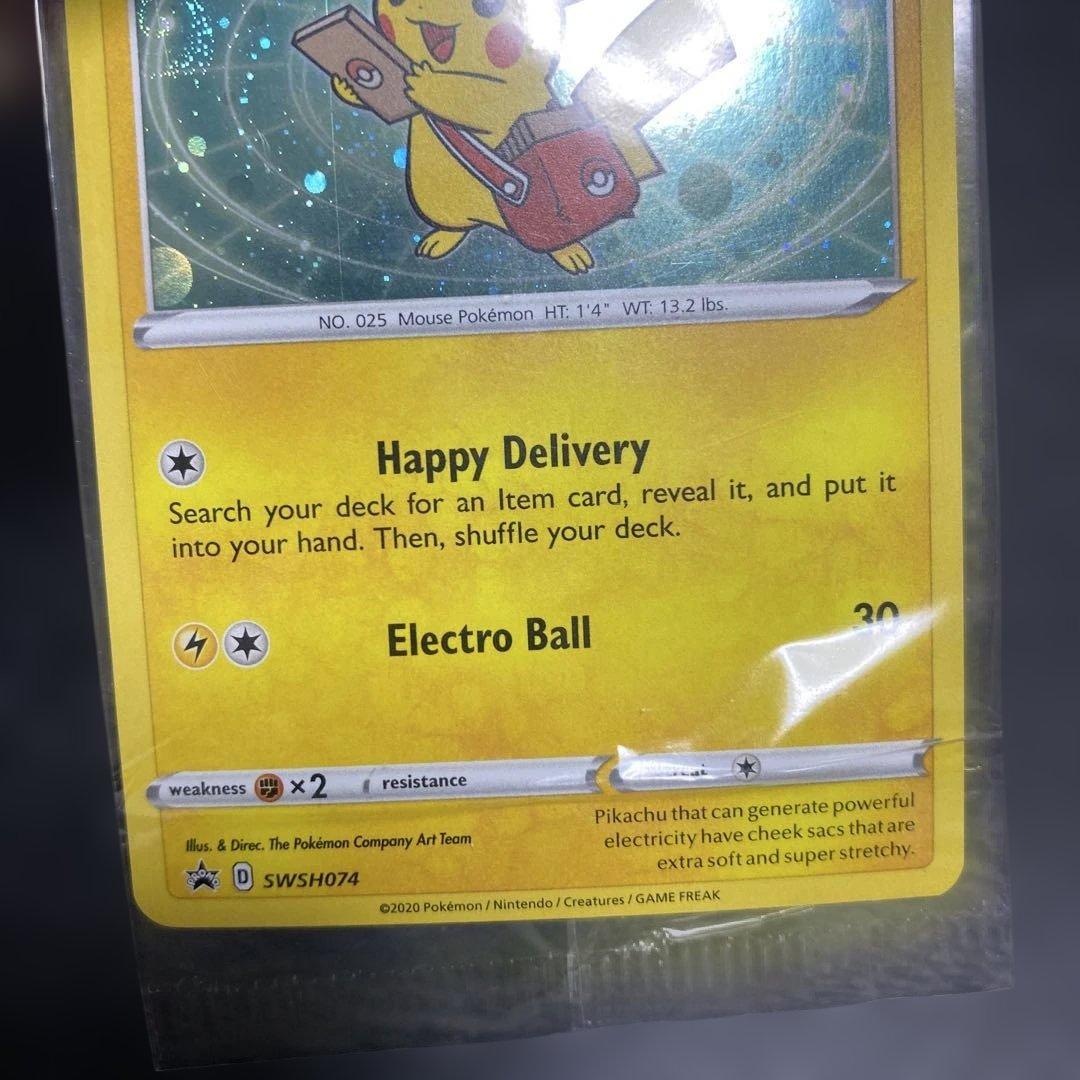 NO. 025 Mouse Pokémon HT: 1'4" WT: 13.2 lbs.
Happy Delivery
Search your deck for an Item card, reveal it, and put it
into your hand. Then, shuffle your deck.
Electro Ball 30
weakness ×2 resistance
Pikachu that can generate powerful
electricity have cheek sacs that are
extra soft and super stretchy.
Illus. & Direc. The Pokémon Company Art Team
D SWSH074
©2020 Pokémon / Nintendo / Creatures / GAME FREAK